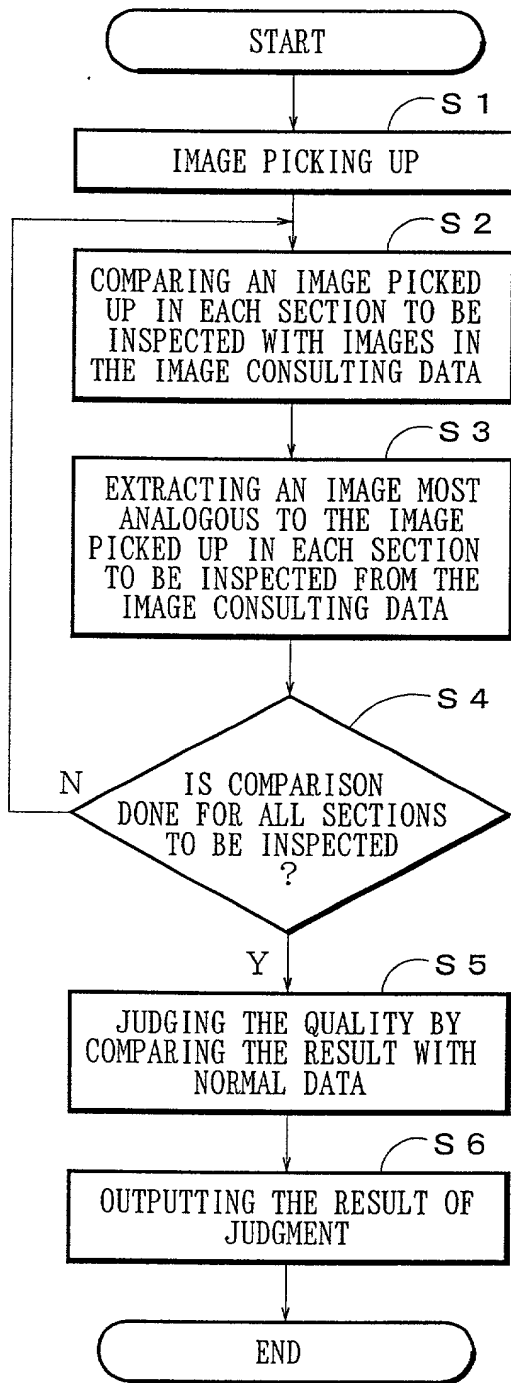 START
S 1
IMAGE PICKING UP
S 2
COMPARING AN IMAGE PICKED
UP IN EACH SECTION TO BE
INSPECTED WITH IMAGES IN
THE IMAGE CONSULTING DATA
S 3
EXTRACTING AN IMAGE MOST
ANALOGOUS TO THE IMAGE
PICKED UP IN EACH SECTION
TO BE INSPECTED FROM THE
IMAGE CONSULTING DATA
S 4
N
IS COMPARISON
DONE FOR ALL SECTIONS
TO BE INSPECTED
?
Y
S 5
JUDGING THE QUALITY BY
COMPARING THE RESULT WITH
NORMAL DATA
S 6
OUTPUTTING THE RESULT OF
JUDGMENT
END